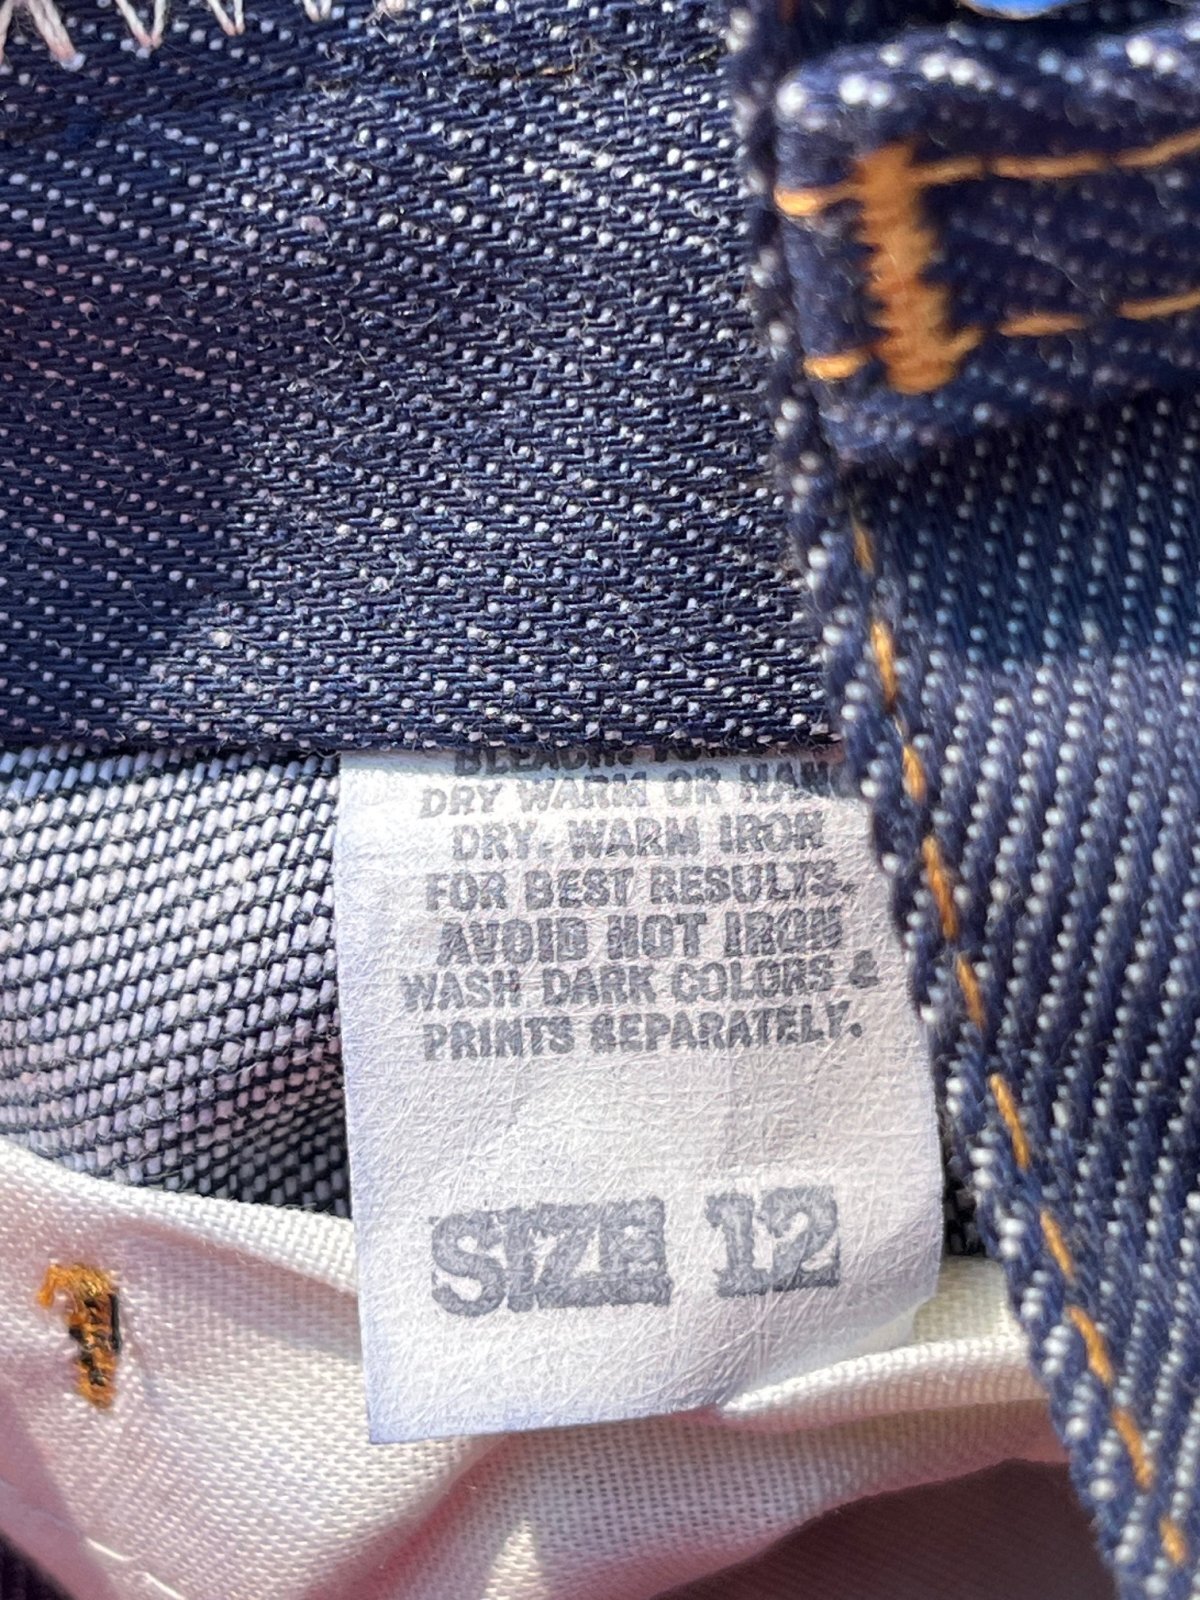 DRY WARM OR HANG
DRY. WARM IRON
FOR BEST RESULTS,
AVOID HOT IRON
WASH DARK COLORS &
PRINTS SEPARATELY.
SIZE 12